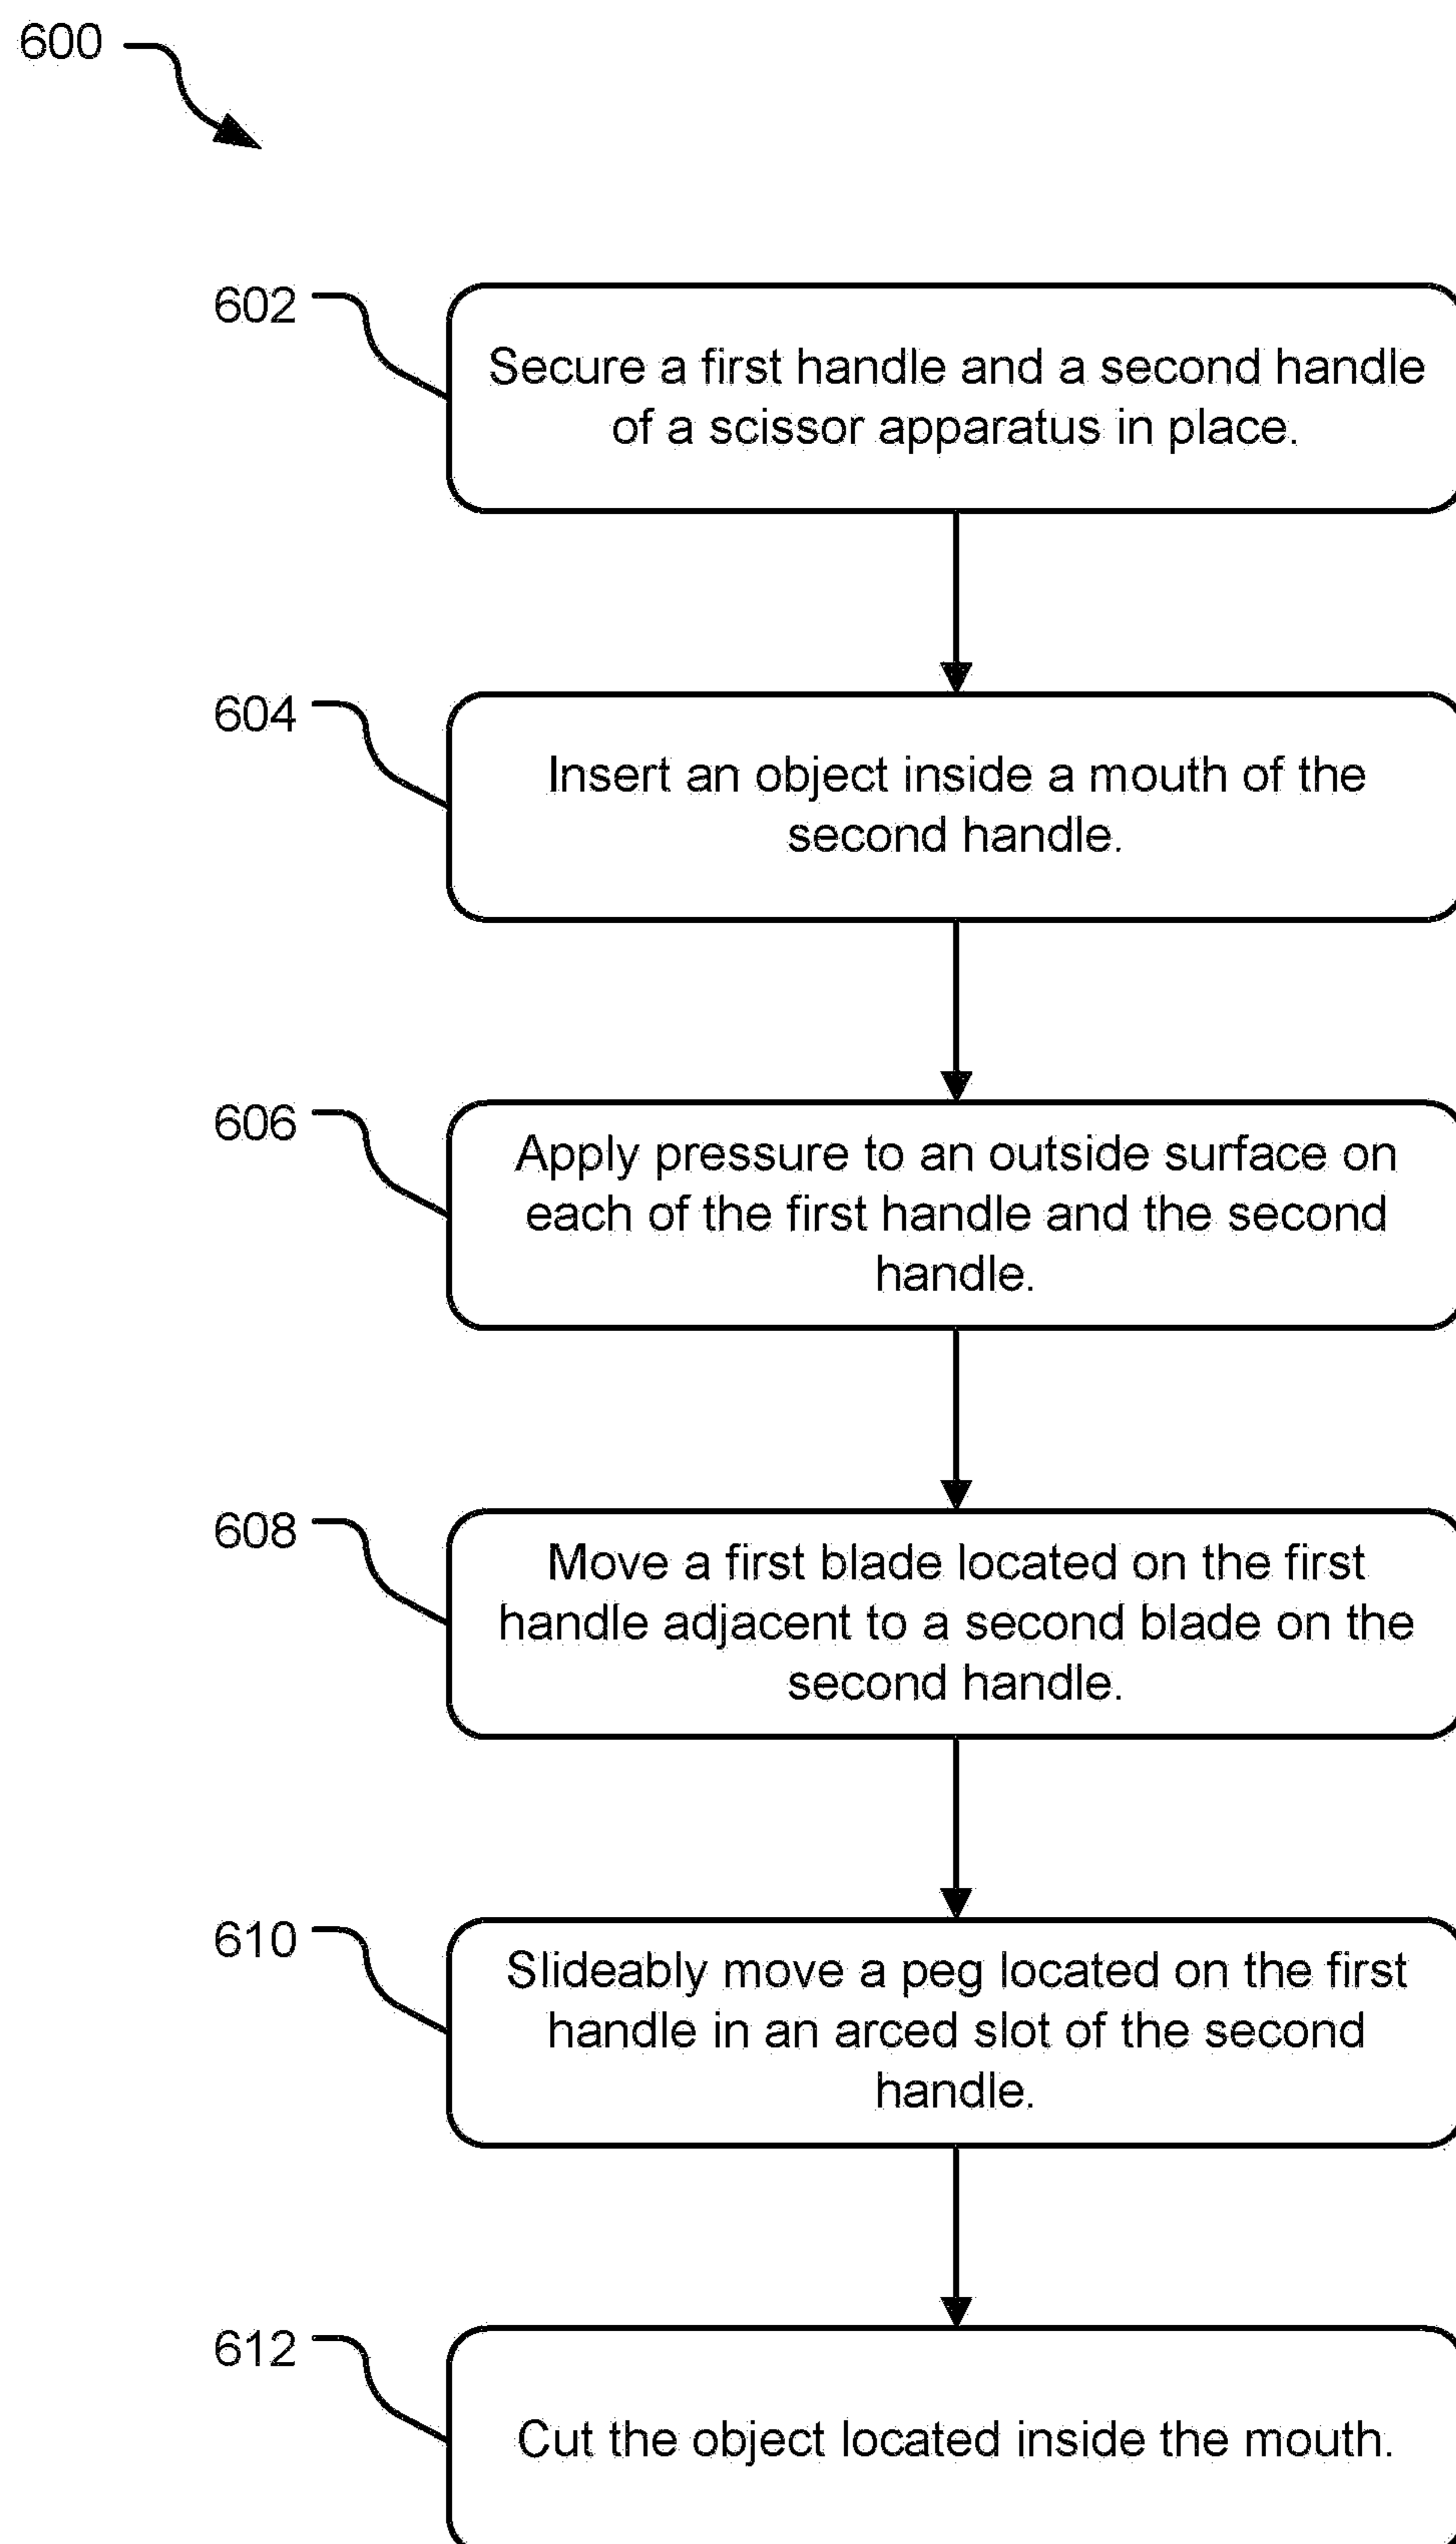 600
602
Secure a first handle and a second handle
of a scissor apparatus in place.
604
Insert an object inside a mouth of the
second handle.
606
Apply pressure to an outside surface on
each of the first handle and the second
handle.
608
Move a first blade located on the first
handle adjacent to a second blade on the
second handle.
610
Slideably move a peg located on the first
handle in an arced slot of the second
handle.
612
Cut the object located inside the mouth.